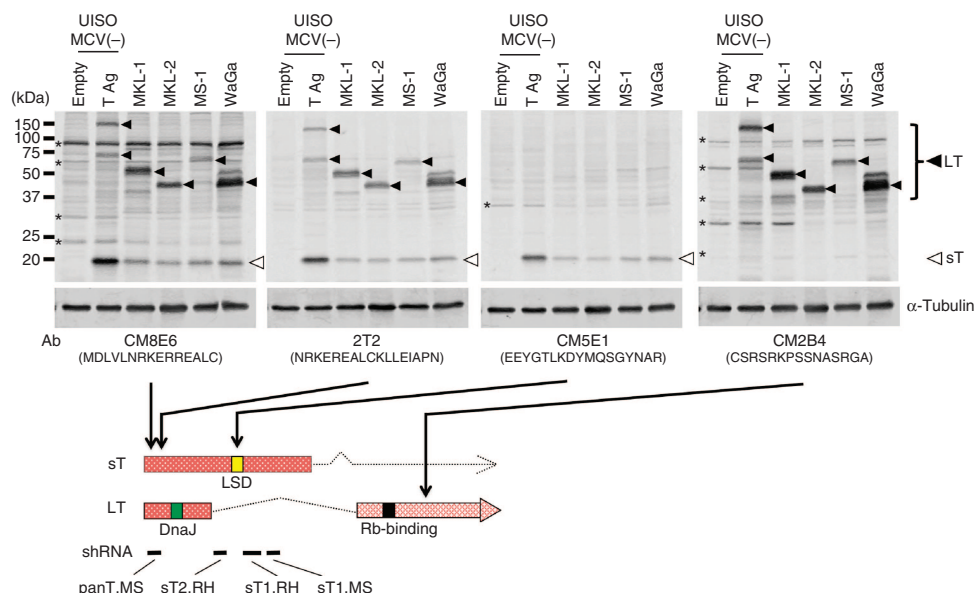 UISO UISO UISO UISO
MCV(–) MCV(–) MCV(–) MCV(–)
Empty T Ag MKL-1 MKL-2 MS-1 WaGa Empty T Ag MKL-1 MKL-2 MS-1 WaGa Empty T Ag MKL-1 MKL-2 MS-1 WaGa Empty T Ag MKL-1 MKL-2 MS-1 WaGa
(kDa)
150
100
75
50
37
25
20
* * * *
*
* * * *
LT
sT
α-Tubulin
Ab CM8E6 2T2 CM5E1 CM2B4
(MDLVLNRKERREALC) (NRKEREALCKLLEIAPN) (EEYGTLKDYMQSGYNAR) (CSRSRKPSSNASRGA)
sT
LSD
LT
DnaJ Rb-binding
shRNA
panT.MS sT2.RH sT1.RH sT1.MS